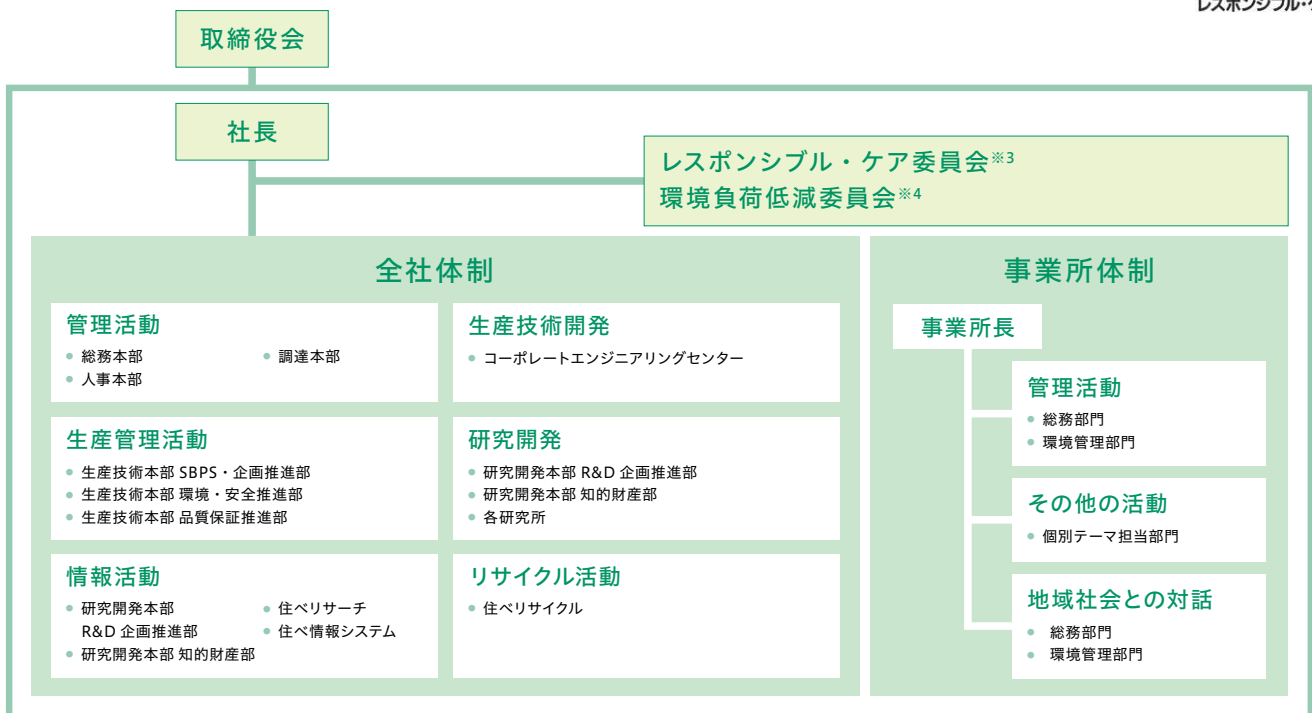 レスポンシブル・ケ
取締役会
社長
レスポンシブル・ケア委員会※3
環境負荷低減委員会※4
全社体制
管理活動
• 総務本部
• 調達本部
• 人事本部
生産技術開発
• コーポレートエンジニアリングセンター
生産管理活動
• 生産技術本部 SBPS・企画推進部
• 生産技術本部 環境・安全推進部
• 生産技術本部 品質保証推進部
研究開発
• 研究開発本部 R&D 企画推進部
• 研究開発本部 知的財産部
• 各研究所
情報活動
• 研究開発本部
R&D 企画推進部
• 研究開発本部 知的財産部
• 住べリサーチ
• 住べ情報システム
リサイクル活動
• 住べリサイクル
事業所体制
事業所長
管理活動
• 総務部門
• 環境管理部門
その他の活動
• 個別テーマ担当部門
地域社会との対話
• 総務部門
• 環境管理部門